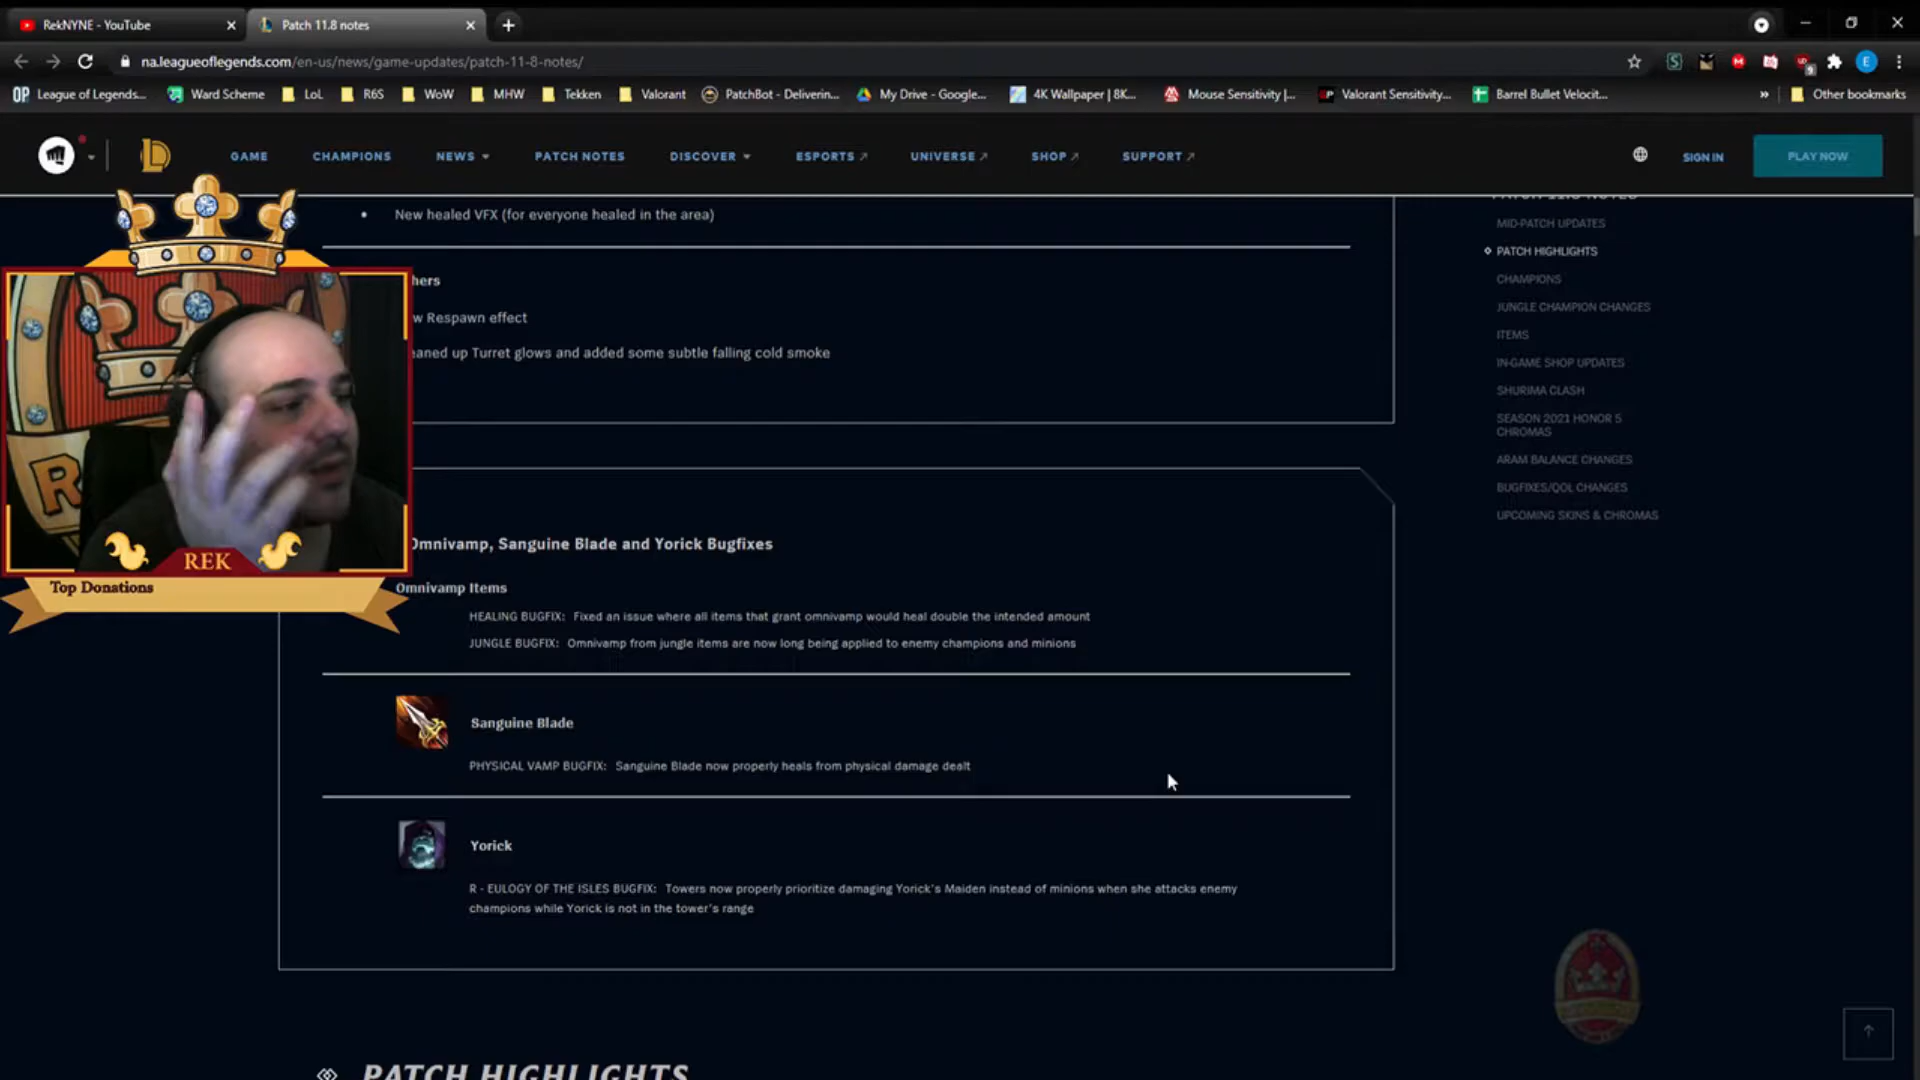 RekNYNE - YouTube
Patch 11.8 notes
na.leagueoflegends.com/en-us/news/game-updates/patch-11-8-notes/
League of Legends...
Ward Scheme
LoL
R6S
WoW
MHW
Tekken
Valorant
PatchBot - Deliverin...
My Drive - Google...
4K Wallpaper | 8K...
Mouse Sensitivity |...
Valorant Sensitivity...
Barrel Bullet Velocit...
»
Other bookmarks
GAME
CHAMPIONS
NEWS
PATCH NOTES
DISCOVER
ESPORTS
UNIVERSE
SHOP
SUPPORT
SIGN IN
PLAY NOW
• New healed VFX (for everyone healed in the area)
hers
w Respawn effect
eaned up Turret glows and added some subtle falling cold smoke
REK
Top Donations
Omnivamp, Sanguine Blade and Yorick Bugfixes
Omnivamp Items
HEALING BUGFIX: Fixed an issue where all items that grant omnivamp would heal double the intended amount
JUNGLE BUGFIX: Omnivamp from jungle items are now long being applied to enemy champions and minions
Sanguine Blade
PHYSICAL VAMP BUGFIX: Sanguine Blade now properly heals from physical damage dealt
Yorick
R - EULOGY OF THE ISLES BUGFIX: Towers now properly prioritize damaging Yorick's Maiden instead of minions when she attacks enemy
champions while Yorick is not in the tower's range
PATCH HIGHLIGHTS
PATCH 11.8 NOTES
MID-PATCH UPDATES
PATCH HIGHLIGHTS
CHAMPIONS
JUNGLE CHAMPION CHANGES
ITEMS
IN-GAME SHOP UPDATES
SHURIMA CLASH
SEASON 2021 HONOR 5
CHROMAS
ARAM BALANCE CHANGES
BUGFIXES/QOL CHANGES
UPCOMING SKINS & CHROMAS